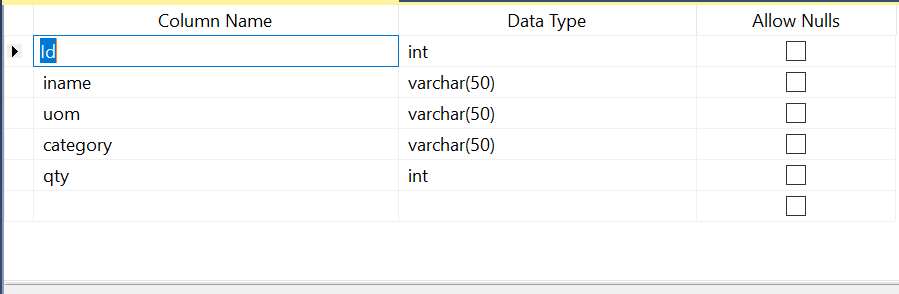 Column Name Data Type Allow Nulls
Id int
iname varchar(50)
uom varchar(50)
category varchar(50)
qty int